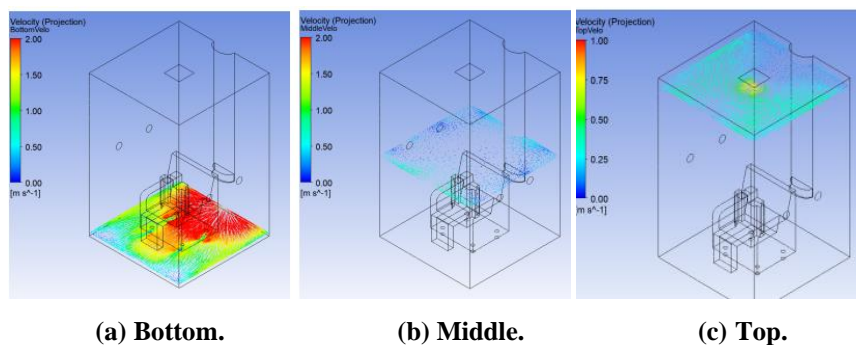 Velocity (Projection)
BottomVelo
2.00
1.50
1.00
0.50
0.00
[m s^-1]
Velocity (Projection)
MiddleVelo
2.00
1.50
1.00
0.50
0.00
[m s^-1]
Velocity (Projection)
TopVelo
1.00
0.75
0.50
0.25
0.00
[m s^-1]
(a) Bottom.
(b) Middle.
(c) Top.